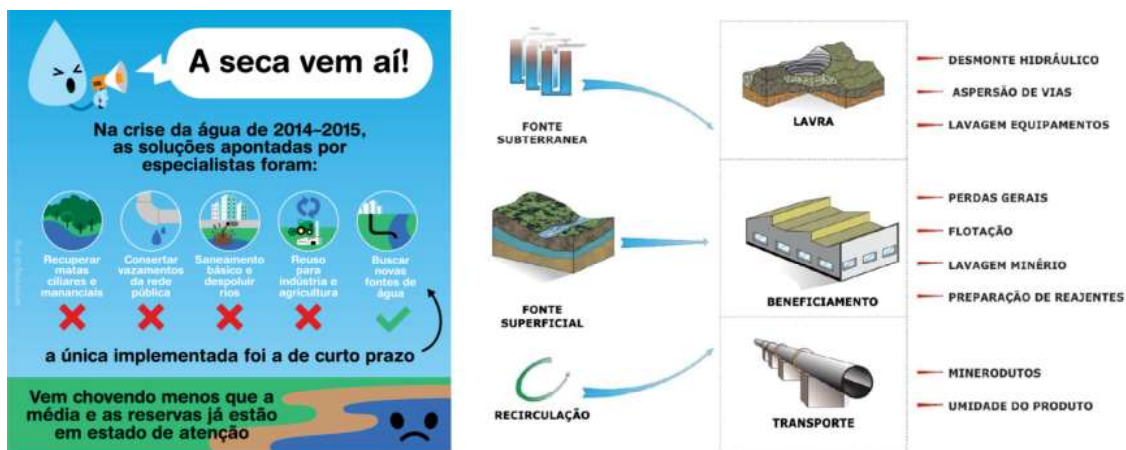 A seca vem aí!
Na crise da água de 2014–2015,
as soluções apontadas por
especialistas foram:
Recuperar
matas
ciliares e
mananciais
Consertar
vazamentos
da rede
pública
Saneamento
básico e
despoluir
rios
Reuso
para
indústria e
agricultura
Buscar
novas
fontes de
água
a única implementada foi a de curto prazo
Vem chovendo menos que a
média e as reservas já estão
em estado de atenção
FONTE
SUBTERRANEA
FONTE
SUPERFICIAL
RECIRCULAÇÃO
LAVRA
DESMONTE HIDRÁULICO
ASPERSÃO DE VIAS
LAVAGEM EQUIPAMENTOS
BENEFICIAMENTO
PERDAS GERAIS
FLOTAÇÃO
LAVAGEM MINÉRIO
PREPARAÇÃO DE REAJENTES
TRANSPORTE
MINERODUTOS
UMIDADE DO PRODUTO